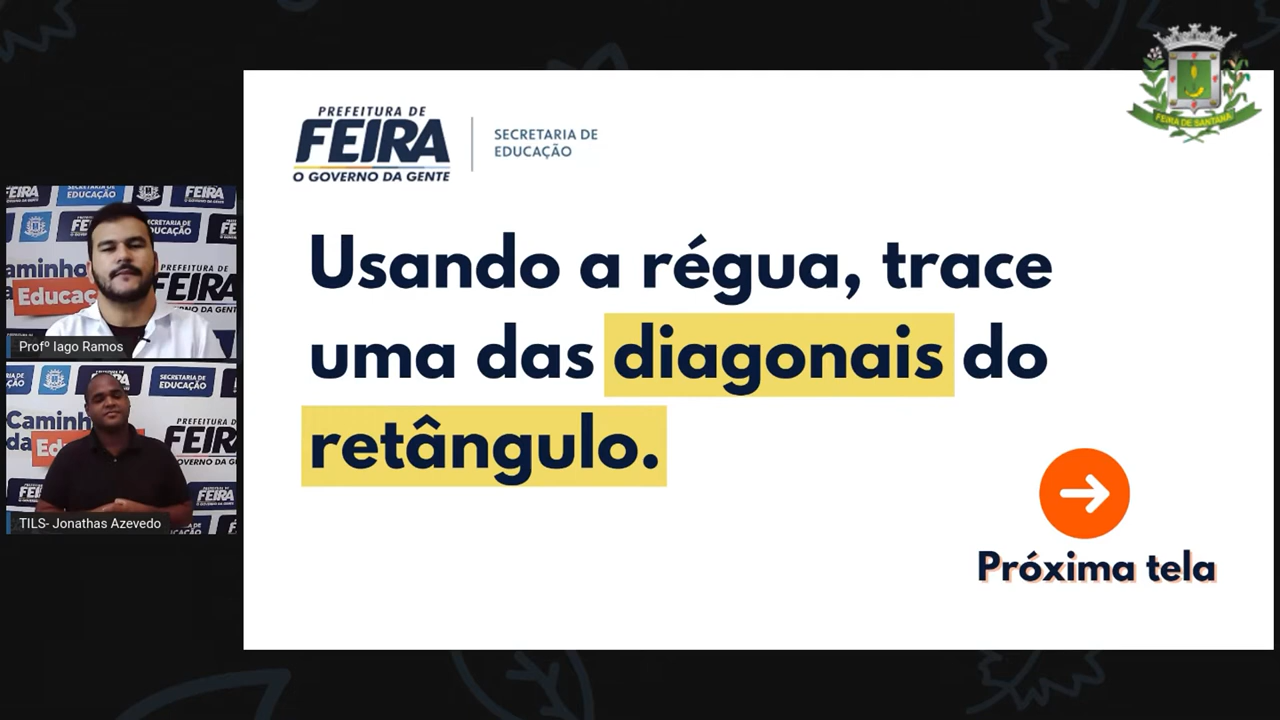 PREFEITURA DE
FEIRA
O GOVERNO DA GENTE
SECRETARIA DE
EDUCAÇÃO
FEIRA DE SANTANA
Usando a régua, trace
uma das diagonais do
retângulo.
Próxima tela
Profº Iago Ramos
TILS- Jonathas Azevedo